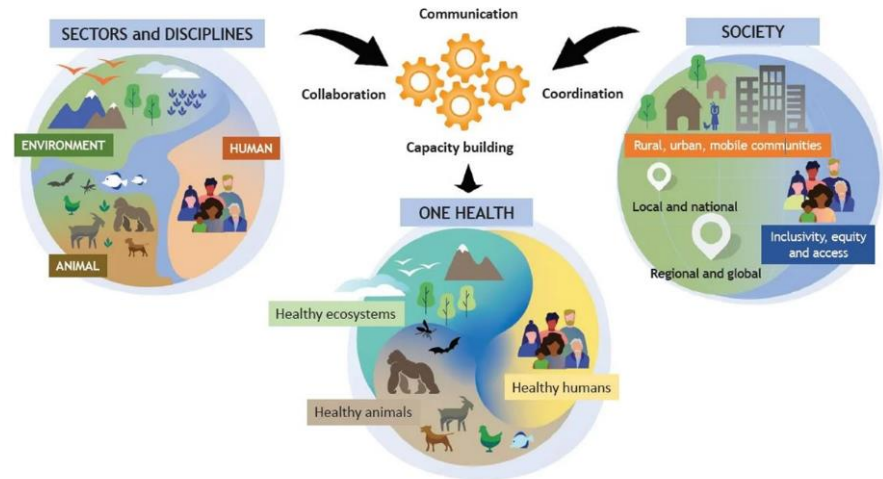 SECTORS and DISCIPLINES
ENVIRONMENT
HUMAN
ANIMAL
Communication
Collaboration
Coordination
Capacity building
SOCIETY
Rural, urban, mobile communities
Local and national
Regional and global
Inclusivity, equity
and access
ONE HEALTH
Healthy ecosystems
Healthy humans
Healthy animals